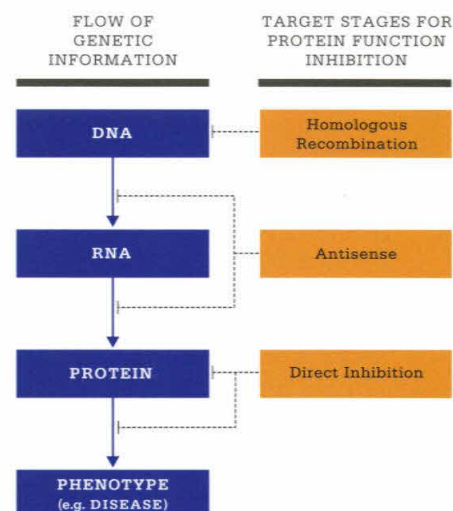 FLOW OF
GENETIC
INFORMATION
TARGET STAGES FOR
PROTEIN FUNCTION
INHIBITION
DNA
Homologous
Recombination
RNA
Antisense
PROTEIN
Direct Inhibition
PHENOTYPE
(e.g. DISEASE)